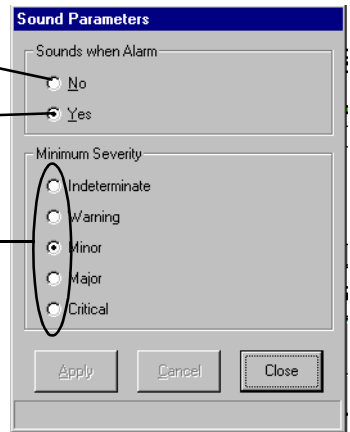 Sound Parameters
Sounds when Alarm
No
Yes
Minimum Severity
Indeterminate
Warning
Minor
Major
Critical
Apply Cancel Close